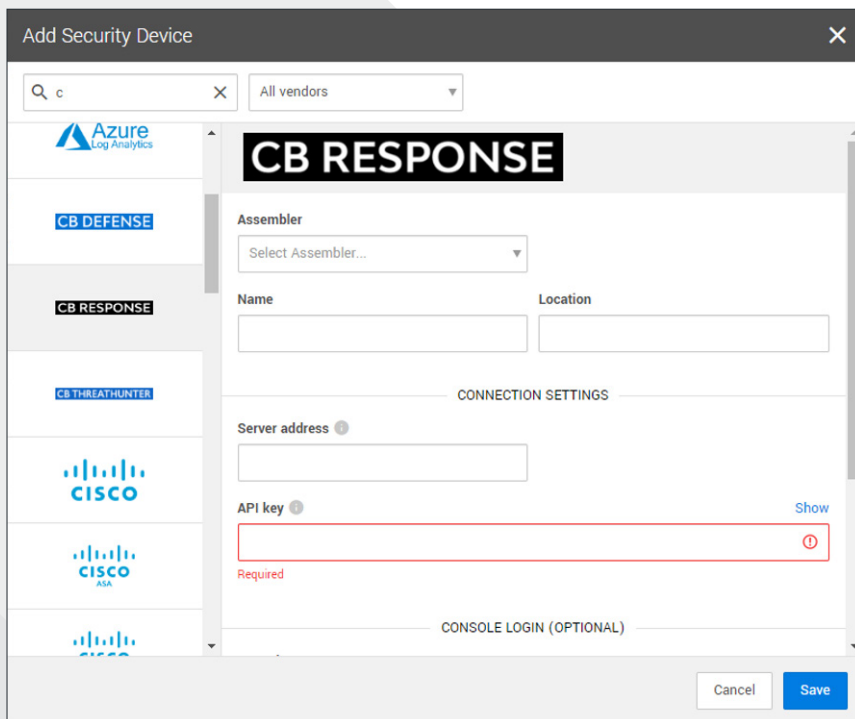 Add Security Device
c
All vendors
Azure
Log Analytics
CB DEFENSE
CB RESPONSE
CB THREATHUNTER
CISCO
CISCO
ASA
CB RESPONSE
Assembler
Select Assembler...
Name Location
CONNECTION SETTINGS
Server address
API key Show
Required
CONSOLE LOGIN (OPTIONAL)
Cancel Save